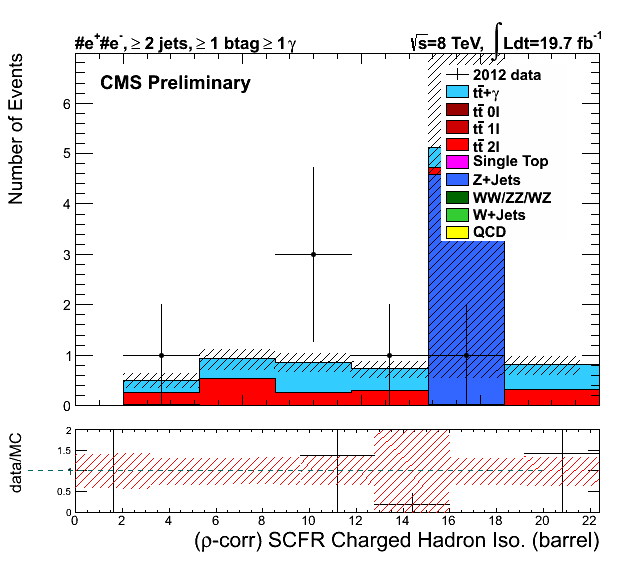 #e⁺#e⁻, ≥ 2 jets, ≥ 1 btag ≥ 1 γ
√s=8 TeV, ∫Ldt=19.7 fb⁻¹
CMS Preliminary
2012 data
tt̄+γ
tt̄ 0l
tt̄ 1l
tt̄ 2l
Single Top
Z+Jets
WW/ZZ/WZ
W+Jets
QCD
Number of Events
6
5
4
3
2
1
0
data/MC
2
1.5
1
0.5
0
0 2 4 6 8 10 12 14 16 18 20 22
(ρ-corr) SCFR Charged Hadron Iso. (barrel)